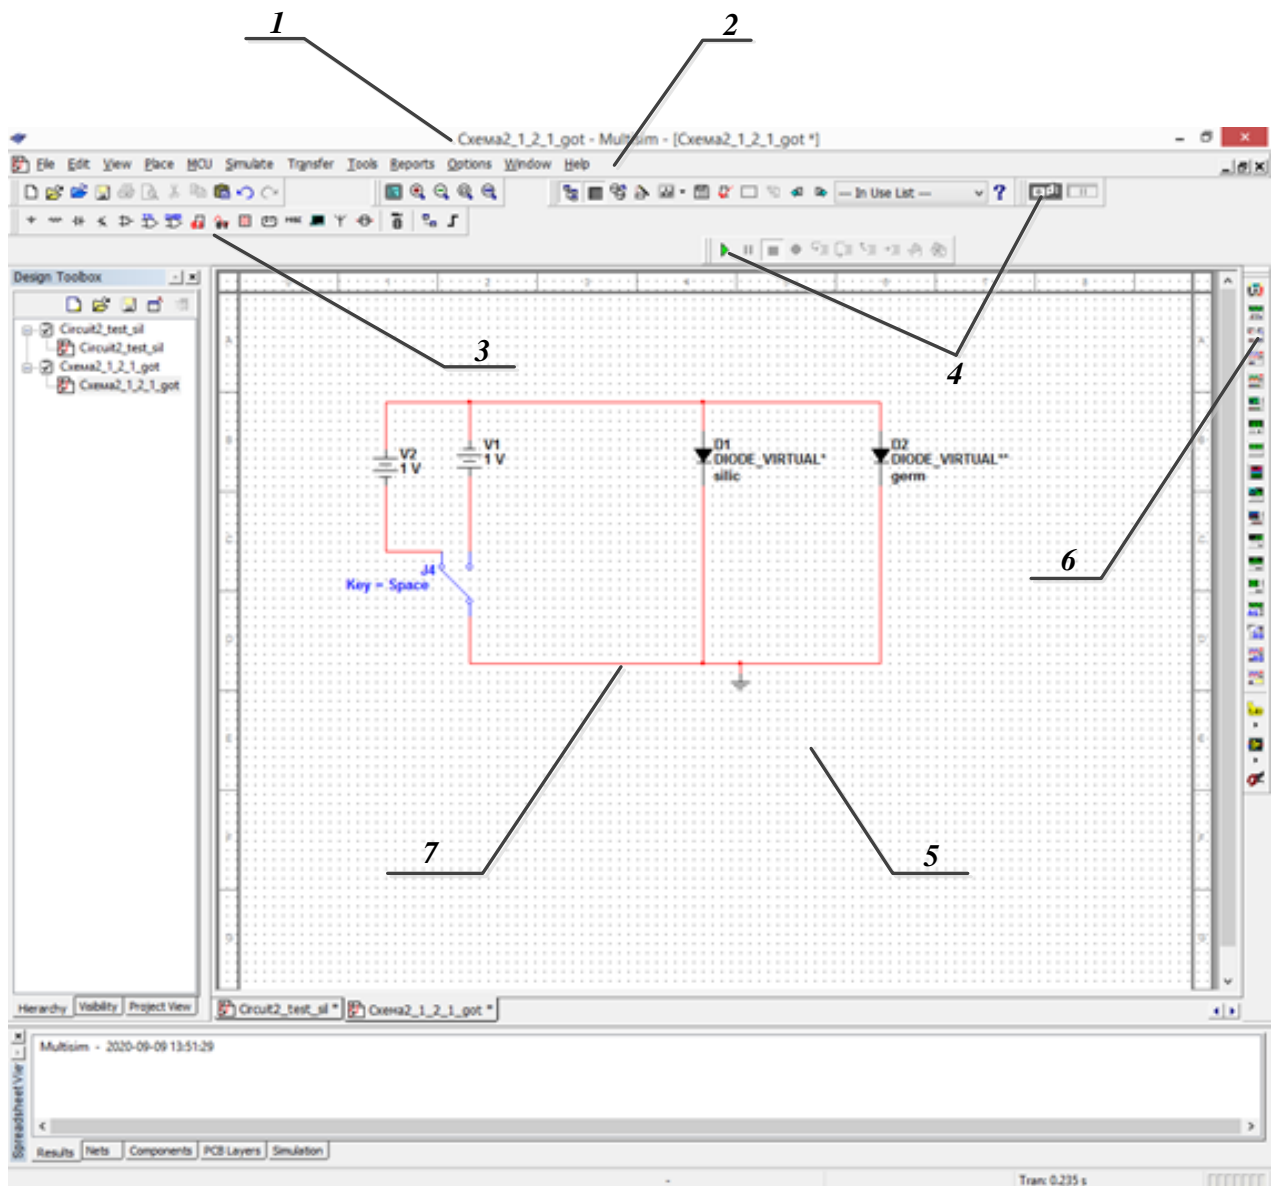 1
2
Схема2_1_2_1_got - Multisim - [Схема2_1_2_1_got *]
File Edit View Place MCU Simulate Transfer Tools Reports Options Window Help
--- In Use List ---
?
Design Toolbox
Circuit2_test_sil
Circuit2_test_sil
Схема2_1_2_1_got
Схема2_1_2_1_got
3
4
V2
1 V
V1
1 V
D1
DIODE_VIRTUAL*
silic
D2
DIODE_VIRTUAL**
germ
J4
Key = Space
6
7
5
Hierarchy Visibility Project View
Circuit2_test_sil * Схема2_1_2_1_got *
Multisim - 2020-09-09 13:51:29
Spreadsheet Vie
Results Nets Components PCB Layers Simulation
Tran: 0.235 s